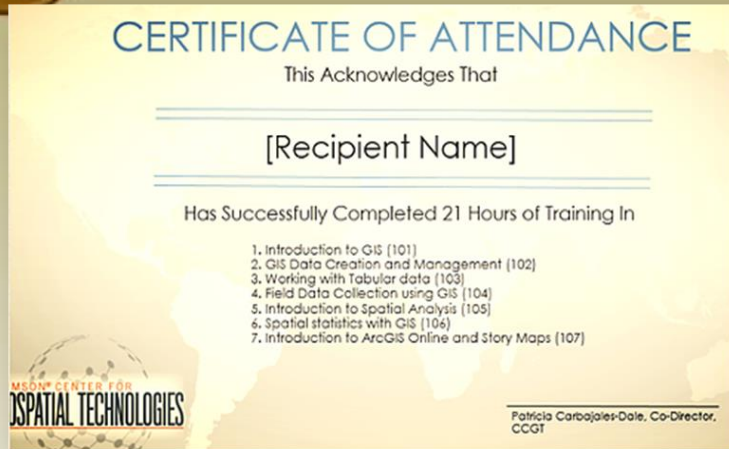 CERTIFICATE OF ATTENDANCE
This Acknowledges That
[Recipient Name]
Has Successfully Completed 21 Hours of Training In
1. Introduction to GIS (101)
2. GIS Data Creation and Management (102)
3. Working with Tabular data (103)
4. Field Data Collection using GIS (104)
5. Introduction to Spatial Analysis (105)
6. Spatial statistics with GIS (106)
7. Introduction to ArcGIS Online and Story Maps (107)
MSON® CENTER FOR
OSPATIAL TECHNOLOGIES
Patricia Carbajales-Dale, Co-Director,
CCGT